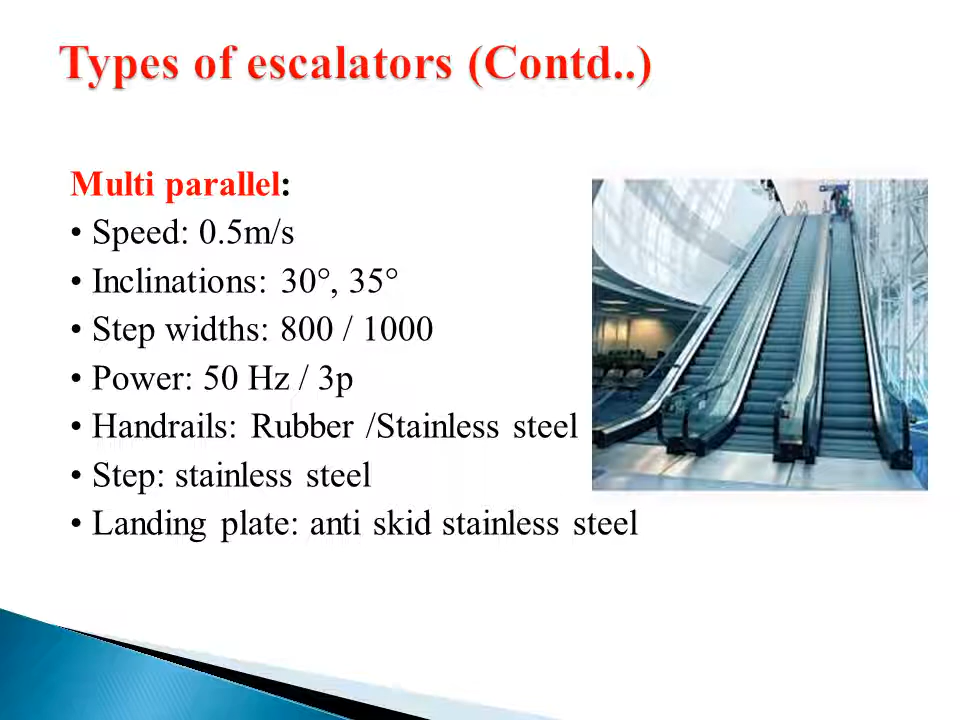 Types of escalators (Contd..)
Multi parallel:
• Speed: 0.5m/s
• Inclinations: 30°, 35°
• Step widths: 800 / 1000
• Power: 50 Hz / 3p
• Handrails: Rubber /Stainless steel
• Step: stainless steel
• Landing plate: anti skid stainless steel